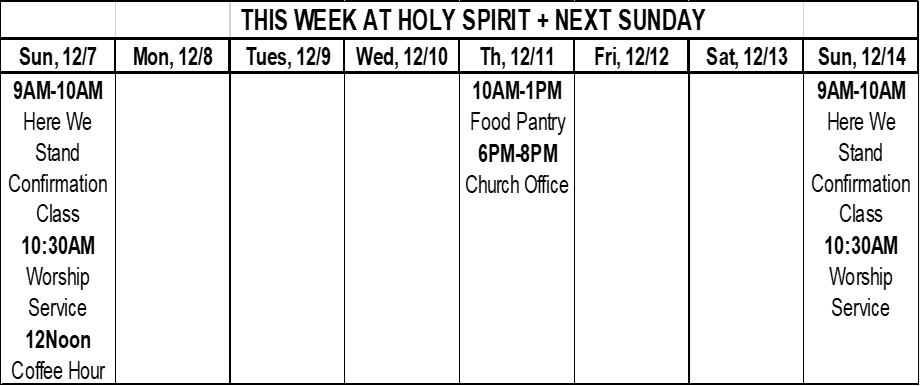 THIS WEEK AT HOLY SPIRIT + NEXT SUNDAY
Sun, 12/7
Mon, 12/8
Tues, 12/9
Wed, 12/10
Th, 12/11
Fri, 12/12
Sat, 12/13
Sun, 12/14
9AM-10AM
Here We
Stand
Confirmation
Class
10:30AM
Worship
Service
12Noon
Coffee Hour
10AM-1PM
Food Pantry
6PM-8PM
Church Office
9AM-10AM
Here We
Stand
Confirmation
Class
10:30AM
Worship
Service